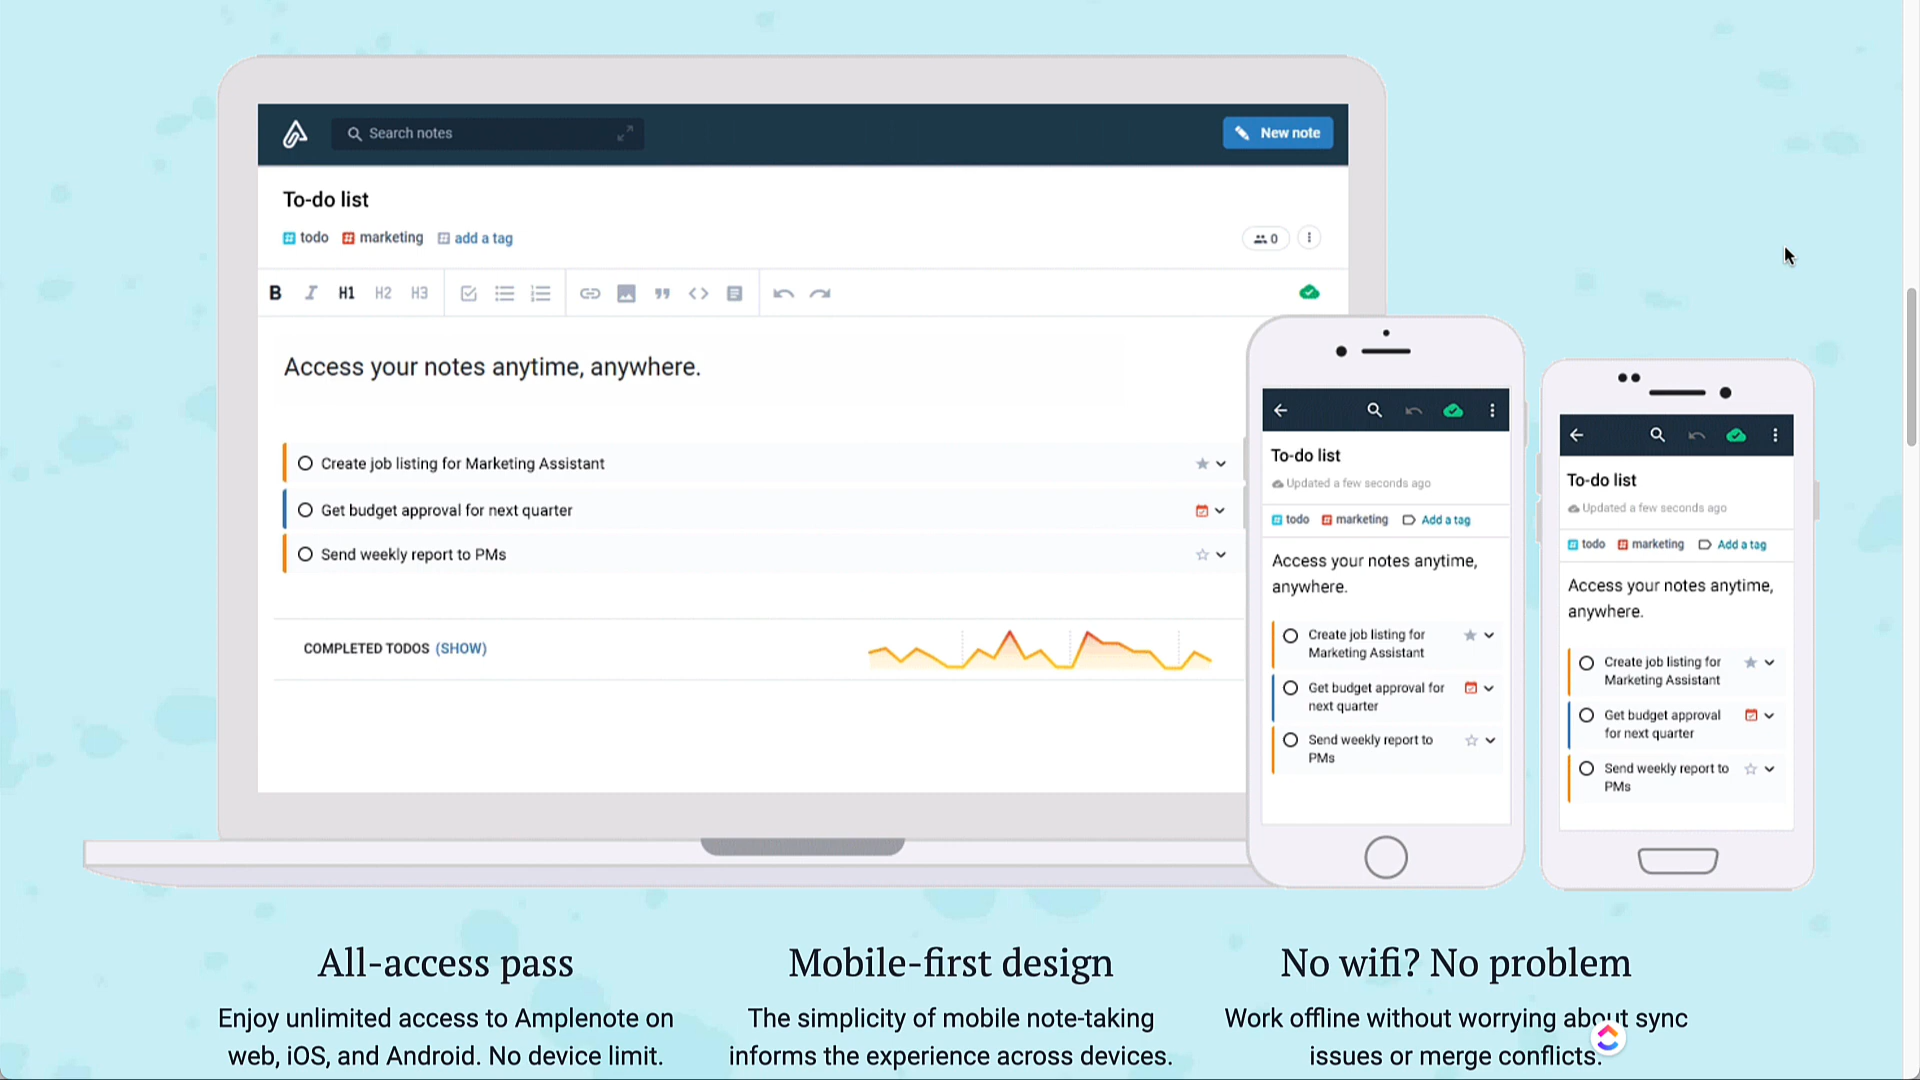 Search notes
New note
To-do list
todo marketing add a tag
0
B I H1 H2 H3
Access your notes anytime, anywhere.
Create job listing for Marketing Assistant
Get budget approval for next quarter
Send weekly report to PMs
COMPLETED TODOS (SHOW)
To-do list
Updated a few seconds ago
todo marketing Add a tag
Access your notes anytime,
anywhere.
Create job listing for
Marketing Assistant
Get budget approval for
next quarter
Send weekly report to
PMs
To-do list
Updated a few seconds ago
todo marketing Add a tag
Access your notes anytime,
anywhere.
Create job listing for
Marketing Assistant
Get budget approval
for next quarter
Send weekly report to
PMs
All-access pass
Enjoy unlimited access to Amplenote on
web, iOS, and Android. No device limit.
Mobile-first design
The simplicity of mobile note-taking
informs the experience across devices.
No wifi? No problem
Work offline without worrying about sync
issues or merge conflicts.